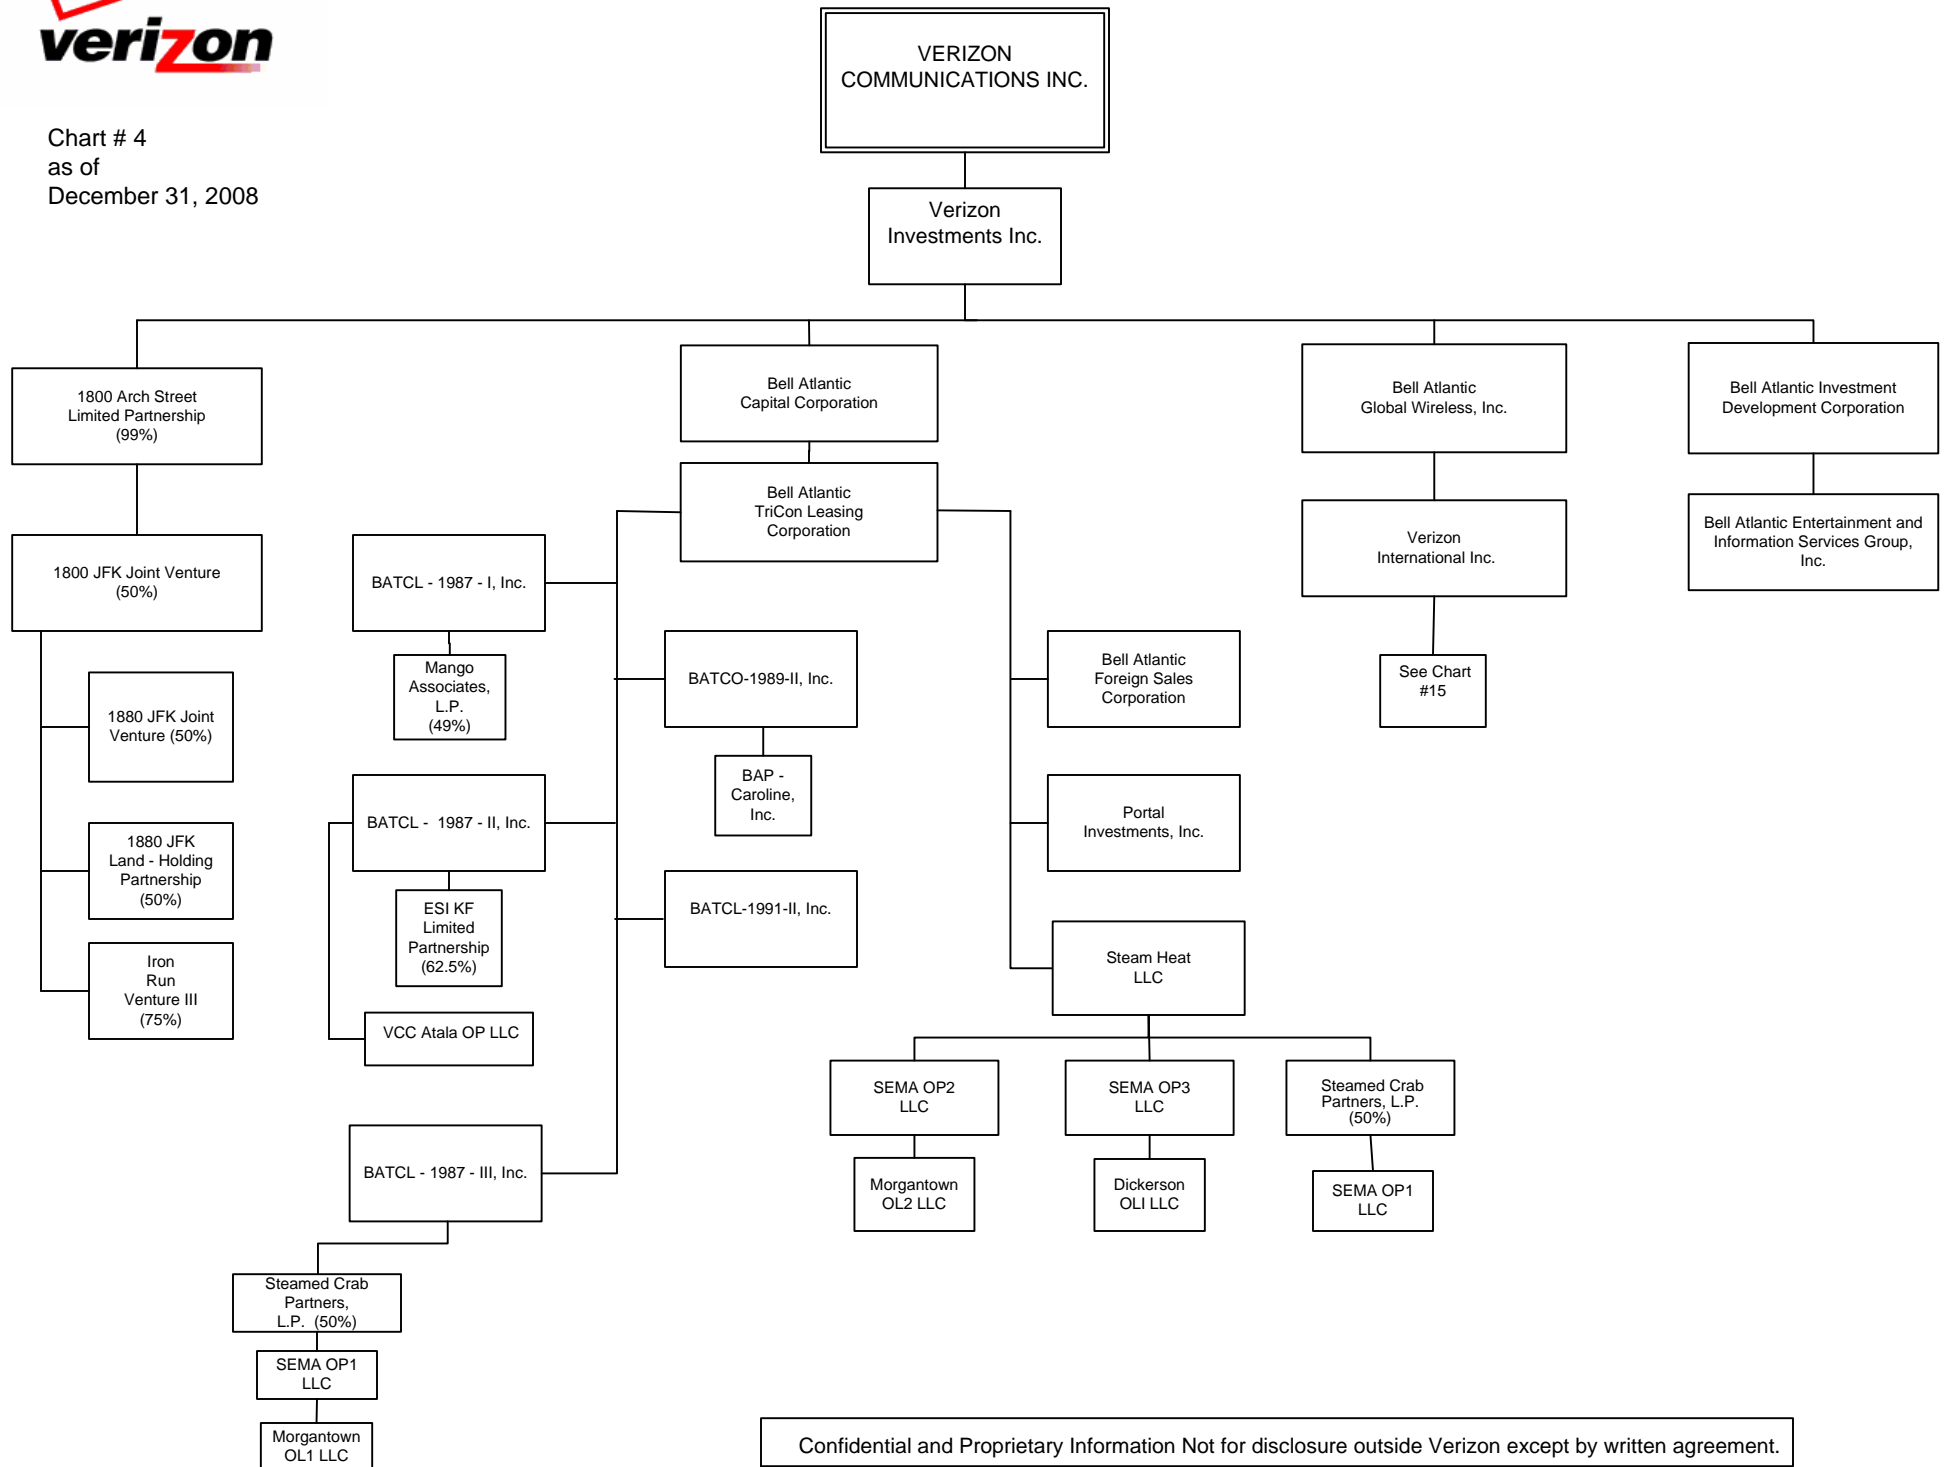 verizon
Chart # 4
as of
December 31, 2008
VERIZON
COMMUNICATIONS INC.
Verizon
Investments Inc.
1800 Arch Street
Limited Partnership
(99%)
Bell Atlantic
Capital Corporation
Bell Atlantic
Global Wireless, Inc.
Bell Atlantic Investment
Development Corporation
1800 JFK Joint Venture
(50%)
Bell Atlantic
TriCon Leasing
Corporation
Verizon
International Inc.
Bell Atlantic Entertainment and
Information Services Group,
Inc.
See Chart
#15
1880 JFK Joint
Venture (50%)
1880 JFK
Land - Holding
Partnership
(50%)
Iron
Run
Venture III
(75%)
BATCL - 1987 - I, Inc.
Mango
Associates,
L.P.
(49%)
BATCL -  1987 - II, Inc.
ESI KF
Limited
Partnership
(62.5%)
VCC Atala OP LLC
BATCL - 1987 - III, Inc.
Steamed Crab
Partners,
L.P.  (50%)
SEMA OP1
LLC
Morgantown
OL1 LLC
BATCO-1989-II, Inc.
BAP -
Caroline,
Inc.
BATCL-1991-II, Inc.
Bell Atlantic
Foreign Sales
Corporation
Portal
Investments, Inc.
Steam Heat
LLC
SEMA OP2
LLC
SEMA OP3
LLC
Steamed Crab
Partners, L.P.
(50%)
Morgantown
OL2 LLC
Dickerson
OLI LLC
SEMA OP1
LLC
Confidential and Proprietary Information Not for disclosure outside Verizon except by written agreement.